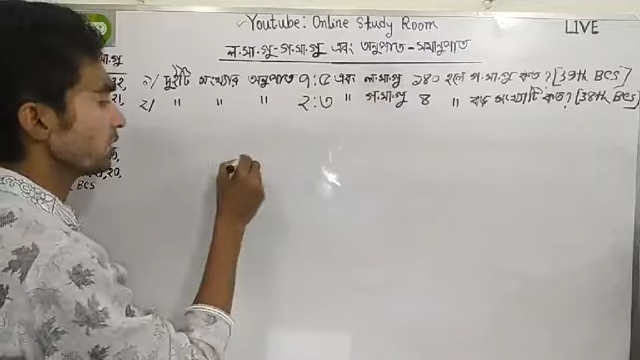 ✓Youtube: Online Study Room
LIVE
ল.সা.গু-গ.সা.গু এবং অনুপাত-সমানুপাত
সা.গু
১/ দুইটি সংখ্যার অনুপাত ৭:৫ এবং ল.সা.গু ১৪০ হলে গ.সা.গু কত? [39th BCS]
২/ " " " ২:৩ " গ.সা.গু ৪ " বড় সংখ্যাটি কত? [38th BCS]
BCS